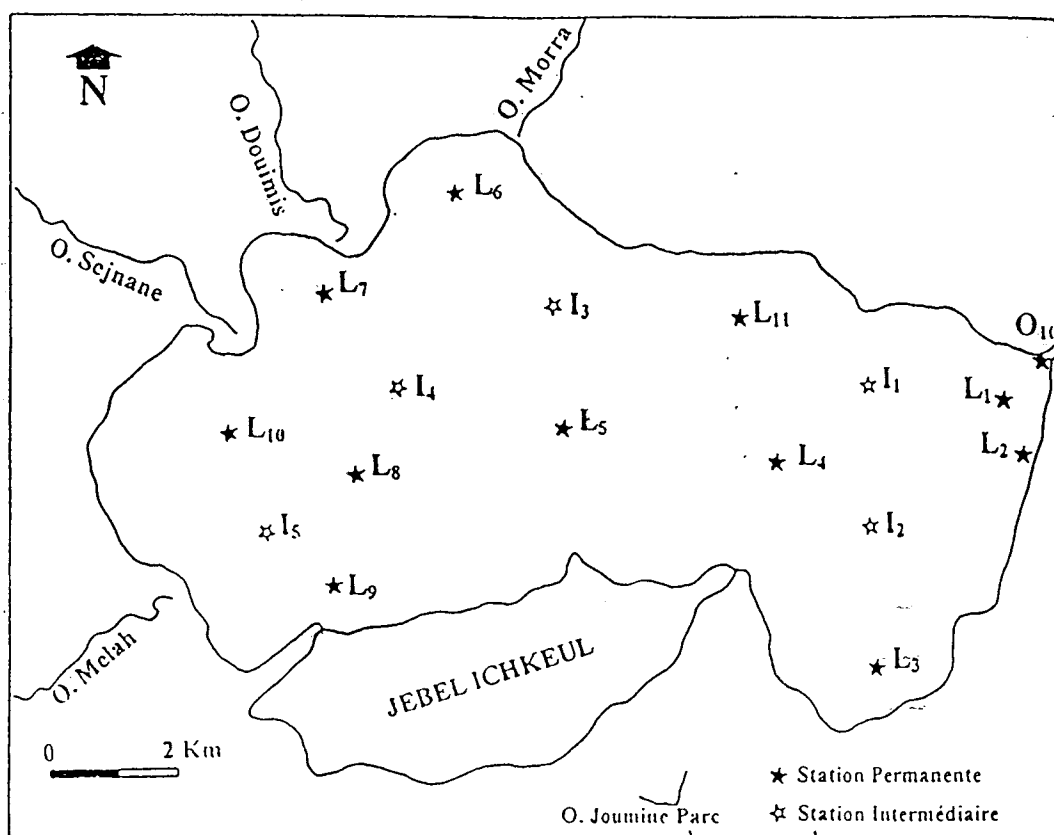 N
O. Morra
O. Douimis
O. Sejnane
L₆
L₇
I₃
L₁₁
O₁₀
I₄
I₁
L₁
L₁₀
L₅
L₂
L₈
L₄
I₅
I₂
L₉
O. Melah
JEBEL ICHKEUL
L₃
0 2 Km
★ Station Permanente
O. Joumine Parc ☆ Station Intermédiaire